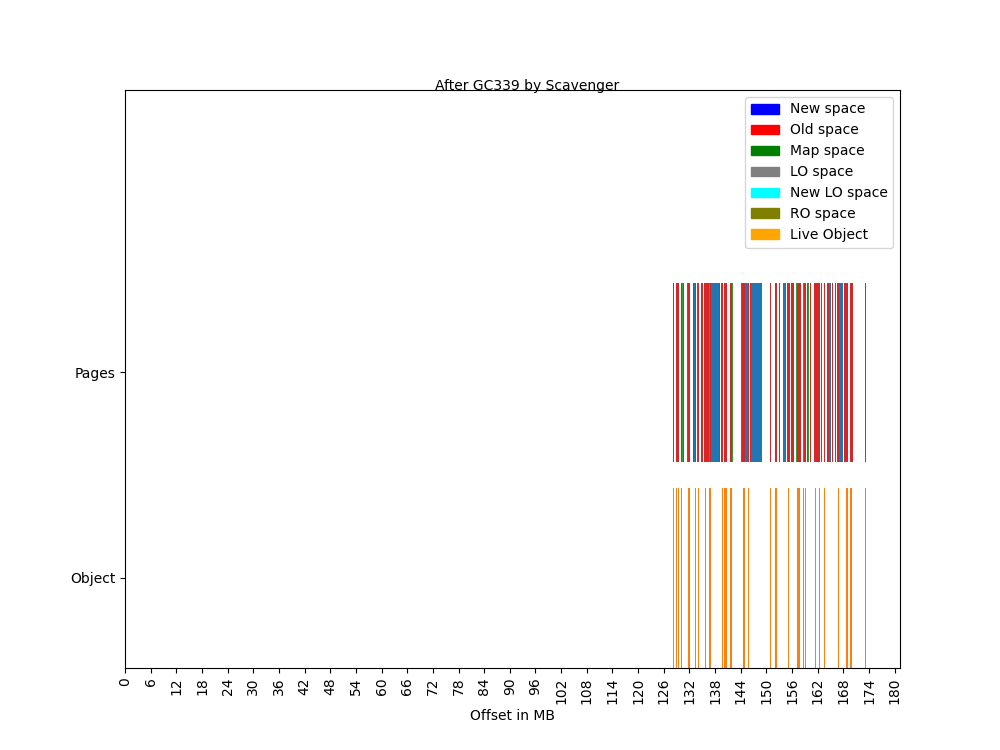 After GC339 by Scavenger
New space
Old space
Map space
LO space
New LO space
RO space
Live Object
Pages
Object
0 6 12 18 24 30 36 42 48 54 60 66 72 78 84 90 96 102 108 114 120 126 132 138 144 150 156 162 168 174 180
Offset in MB